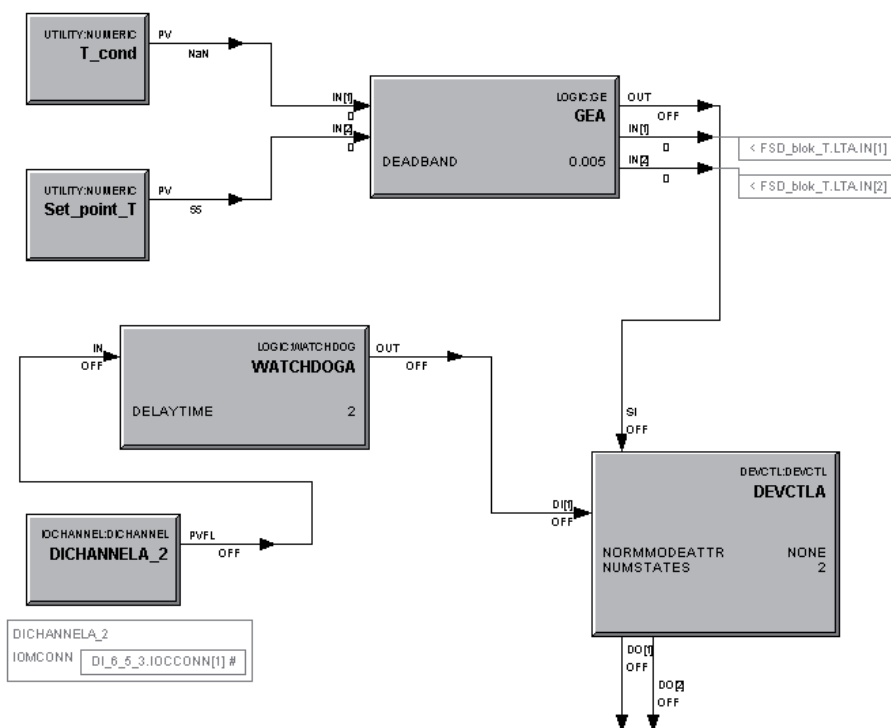 UTILITY:NUMERIC
T_cond
PV
NaN
IN[1]
0
IN[2]
0
LOGIC:GE
GEA
DEADBAND 0.005
OUT
OFF
IN[1]
0
IN[2]
0
< FSD_blok_T.LTA.IN[1]
< FSD_blok_T.LTA.IN[2]
UTILITY:NUMERIC
Set_point_T
PV
55
IN
OFF
LOGIC:WATCHDOG
WATCHDOGA
DELAYTIME 2
OUT
OFF
SI
OFF
DEVCTL:DEVCTL
DEVCTLA
DI[1]
OFF
NORMMODEATTR NONE
NUMSTATES 2
IOCHANNEL:DICHANNEL
DICHANNELA_2
PVFL
OFF
DICHANNELA_2
IOMCONN DI_6_5_3.IOCCONN[1] #
DO[1]
OFF
DO[2]
OFF